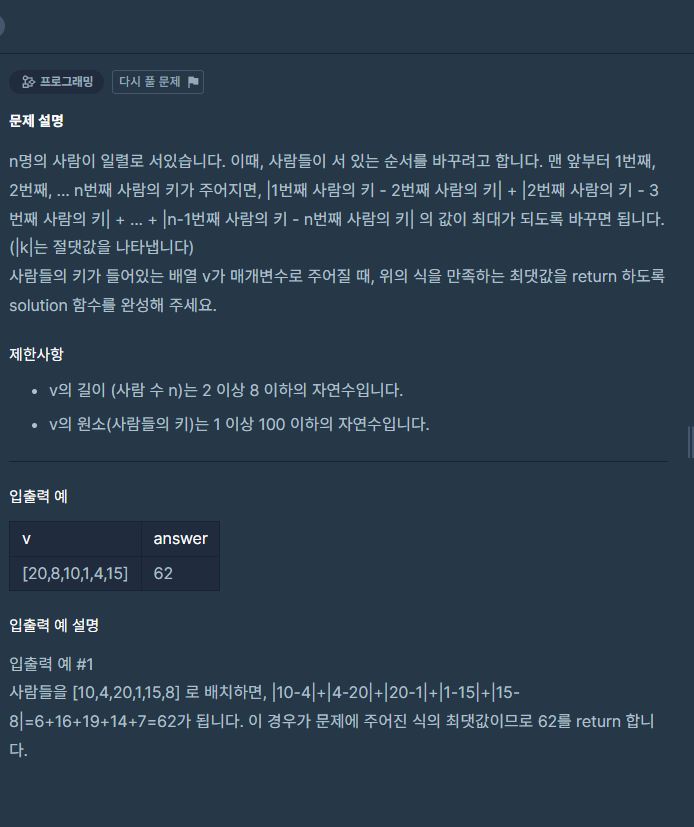 프로그래밍
다시 풀 문제
문제 설명
n명의 사람이 일렬로 서있습니다. 이때, 사람들이 서 있는 순서를 바꾸려고 합니다. 맨 앞부터 1번째,
2번째, ... n번째 사람의 키가 주어지면, |1번째 사람의 키 - 2번째 사람의 키| + |2번째 사람의 키 - 3
번째 사람의 키| + ... + |n-1번째 사람의 키 - n번째 사람의 키| 의 값이 최대가 되도록 바꾸면 됩니다.
(|k|는 절댓값을 나타냅니다)
사람들의 키가 들어있는 배열 v가 매개변수로 주어질 때, 위의 식을 만족하는 최댓값을 return 하도록
solution 함수를 완성해 주세요.
제한사항
• v의 길이 (사람 수 n)는 2 이상 8 이하의 자연수입니다.
• v의 원소(사람들의 키)는 1 이상 100 이하의 자연수입니다.
입출력 예
v answer
[20,8,10,1,4,15] 62
입출력 예 설명
입출력 예 #1
사람들을 [10,4,20,1,15,8] 로 배치하면, |10-4|+|4-20|+|20-1|+|1-15|+|15-
8|=6+16+19+14+7=62가 됩니다. 이 경우가 문제에 주어진 식의 최댓값이므로 62를 return 합니
다.